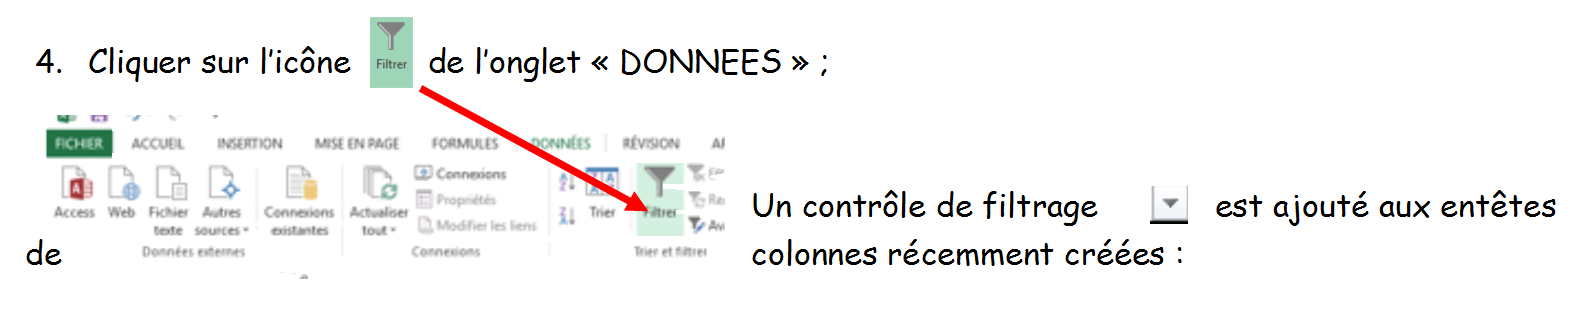 4. Cliquer sur l'icône Filtrer de l'onglet « DONNEES » ;
FICHIER ACCUEIL INSERTION MISE EN PAGE FORMULES DONNÉES RÉVISION
Connexions
Propriétés
Modifier les liens
Access Web Fichier texte Autres sources Connexions existantes Actualiser tout Trier Filtrer
Données externes Connexions Trier et filtrer
Un contrôle de filtrage est ajouté aux entêtes
de colonnes récemment créées :